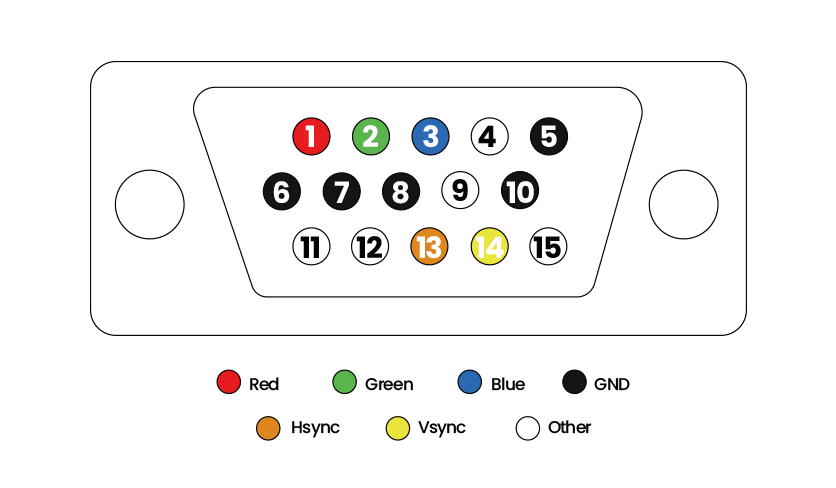 1 2 3 4 5
6 7 8 9 10
11 12 13 14 15
Red Green Blue GND
Hsync Vsync Other